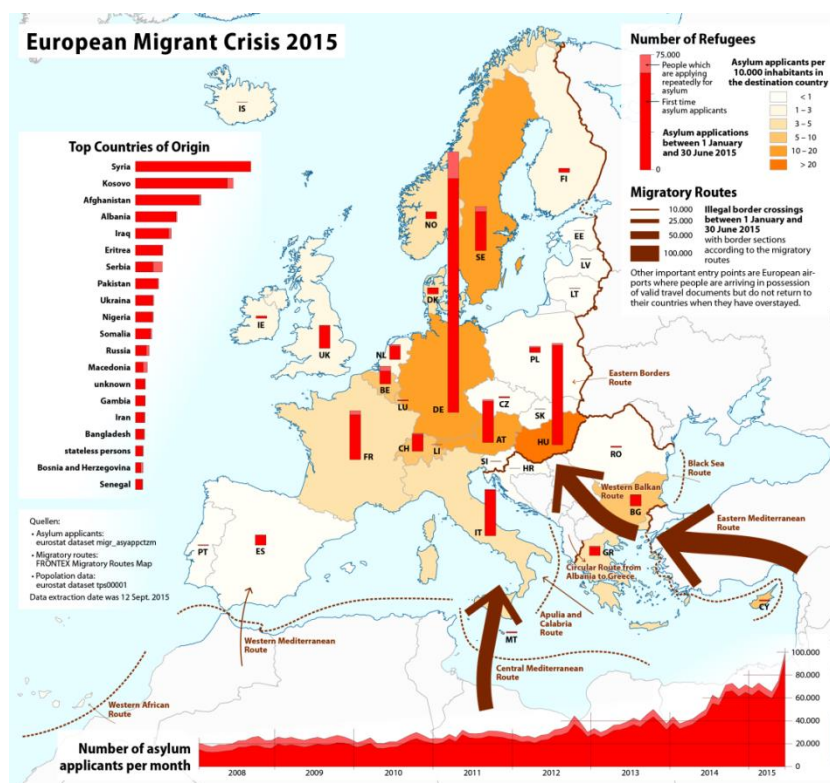 European Migrant Crisis 2015
Number of Refugees
75.000
People which
are applying
repeatedly for
asylum
First time
asylum applicants
Asylum applications
between 1 January
and 30 June 2015
0
Asylum applicants per
10.000 inhabitants in
the destination country
< 1
1 – 3
3 – 5
5 – 10
10 – 20
> 20
Migratory Routes
10.000
25.000
50.000
100.000
Illegal border crossings
between 1 January and
30 June 2015
with border sections
according to the migratory
routes
Other important entry points are European air-
ports where people are arriving in possession
of valid travel documents but do not return to
their countries when they have overstayed.
Top Countries of Origin
Syria
Kosovo
Afghanistan
Albania
Iraq
Eritrea
Serbia
Pakistan
Ukraina
Nigeria
Somalia
Russia
Macedonia
unknown
Gambia
Iran
Bangladesh
stateless persons
Bosnia and Herzegovina
Senegal
Quellen:
• Asylum applicants:
eurostat dataset migr_asyappctzm
• Migratory routes:
FRONTEX Migratory Routes Map
• Population data:
eurostat dataset tps00001
Data extraction date was 12 Sept. 2015
IS
NO
SE
FI
EE
LV
LT
DK
IE
UK
NL
BE
LU
DE
PL
CZ
SK
AT
HU
CH
LI
FR
SI
HR
RO
BG
IT
GR
PT
ES
MT
CY
Eastern Borders
Route
Black Sea
Route
Western Balkan
Route
Eastern Mediterranean
Route
Circular Route from
Albania to Greece
Apulia and
Calabria
Route
Central Mediterranean
Route
Western Mediterranean
Route
Western African
Route
Number of asylum
applicants per month
100.000
80.000
60.000
40.000
20.000
0
2008
2009
2010
2011
2012
2013
2014
2015